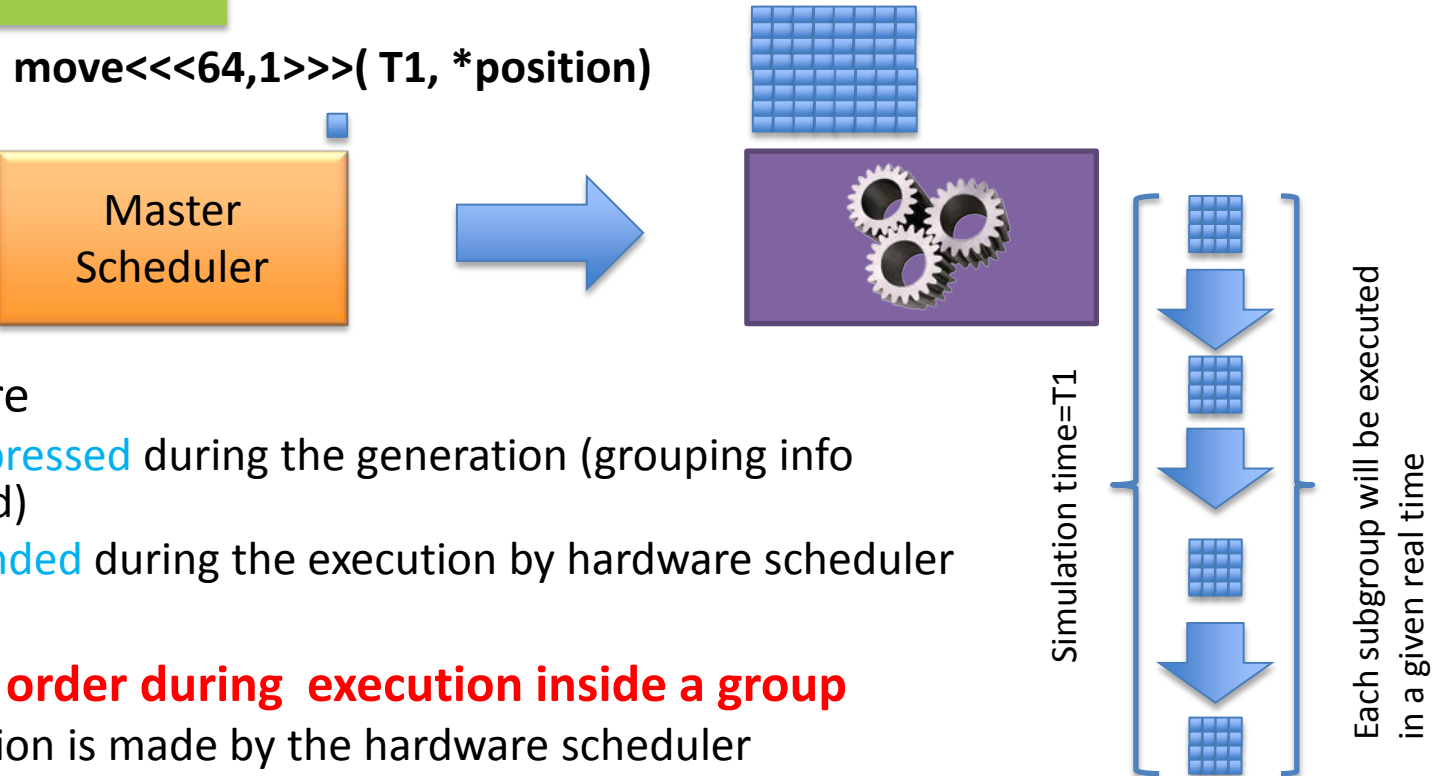 move<<<64,1>>>( T1, *position)
Master
Scheduler
re
pressed during the generation (grouping info
d)
nded during the execution by hardware scheduler
order during execution inside a group
ion is made by the hardware scheduler
Simulation time=T1
Each subgroup will be executed
in a given real time